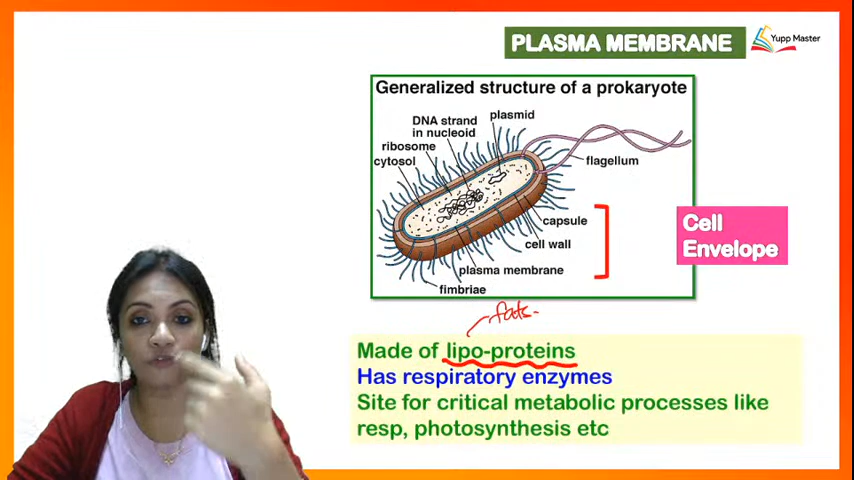 PLASMA MEMBRANE
Yupp Master
Generalized structure of a prokaryote
plasmid
DNA strand
in nucleoid
ribosome
cytosol
flagellum
capsule
cell wall
plasma membrane
fimbriae
Cell
Envelope
fats.
Made of lipo-proteins
Has respiratory enzymes
Site for critical metabolic processes like
resp, photosynthesis etc